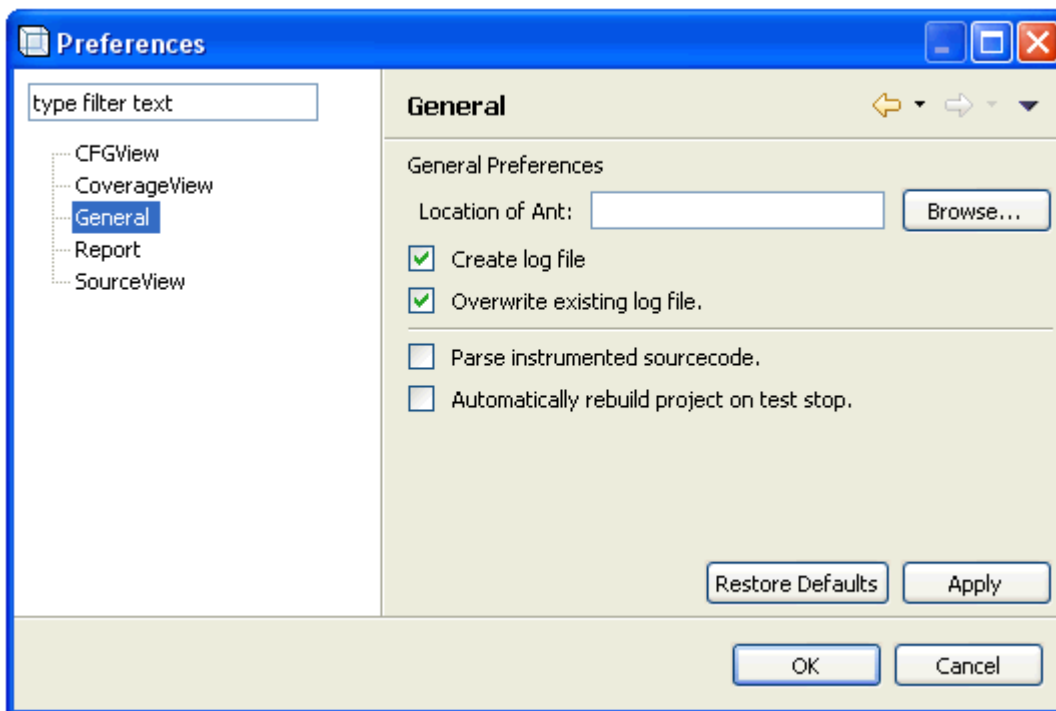 Preferences
type filter text
CFGView
CoverageView
General
Report
SourceView
General
General Preferences
Location of Ant:
Browse...
Create log file
Overwrite existing log file.
Parse instrumented sourcecode.
Automatically rebuild project on test stop.
Restore Defaults
Apply
OK
Cancel